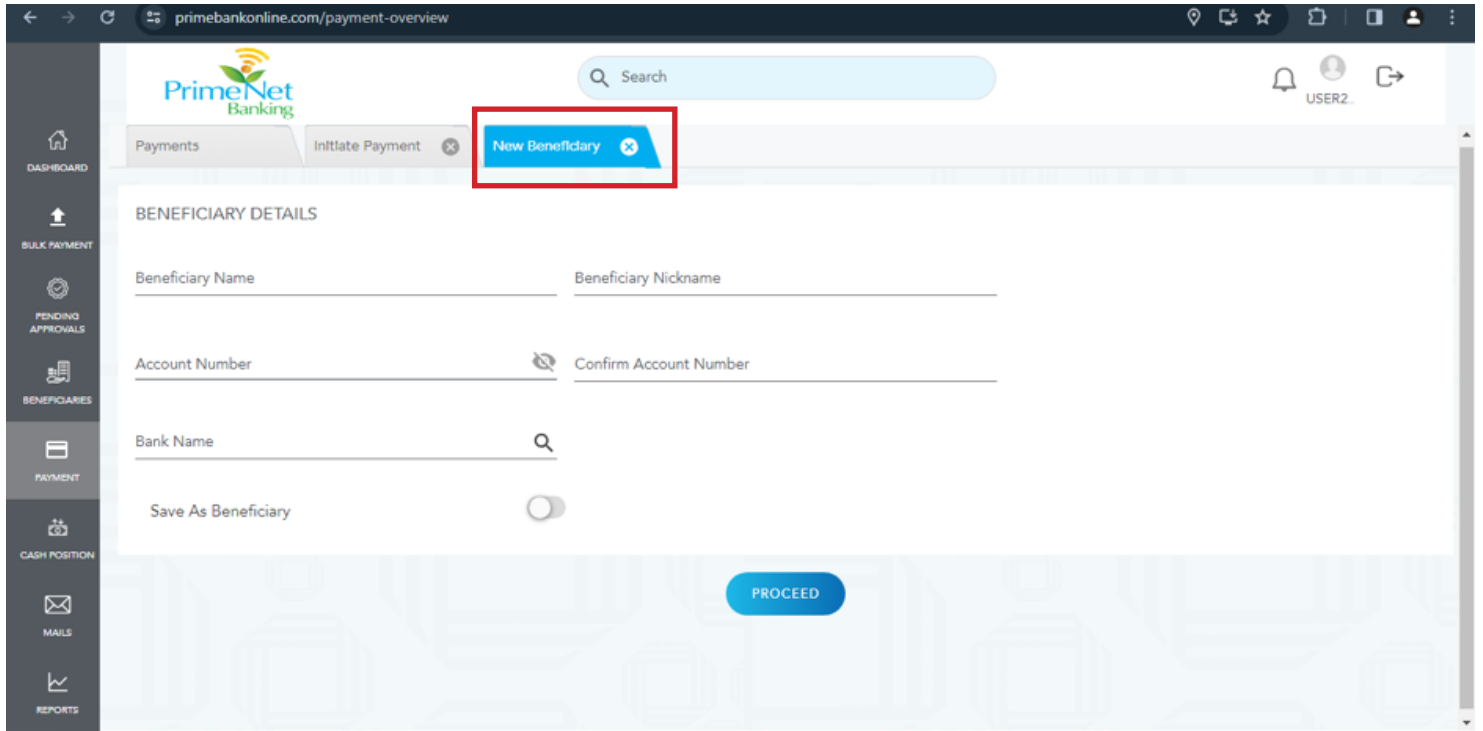 primebankonline.com/payment-overview
PrimeNet
Banking
Search
USER2...
Payments
Initiate Payment
New Beneficiary
DASHBOARD
BULK PAYMENT
PENDING
APPROVALS
BENEFICIARIES
PAYMENT
CASH POSITION
MAILS
REPORTS
BENEFICIARY DETAILS
Beneficiary Name
Beneficiary Nickname
Account Number
Confirm Account Number
Bank Name
Save As Beneficiary
PROCEED